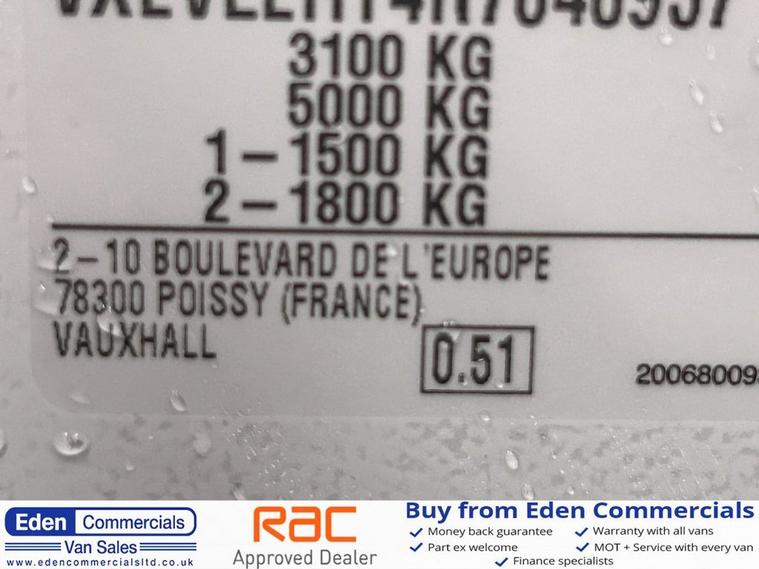 3100 KG
5000 KG
1-1500 KG
2-1800 KG
2-10 BOULEVARD DE L'EUROPE
78300 POISSY (FRANCE)
VAUXHALL
0.51
20068009
Eden Commercials
Van Sales
www.edencommercialsltd.co.uk
RAC
Approved Dealer
Buy from Eden Commercials
Money back guarantee
Warranty with all vans
Part ex welcome
MOT + Service with every van
Finance specialists